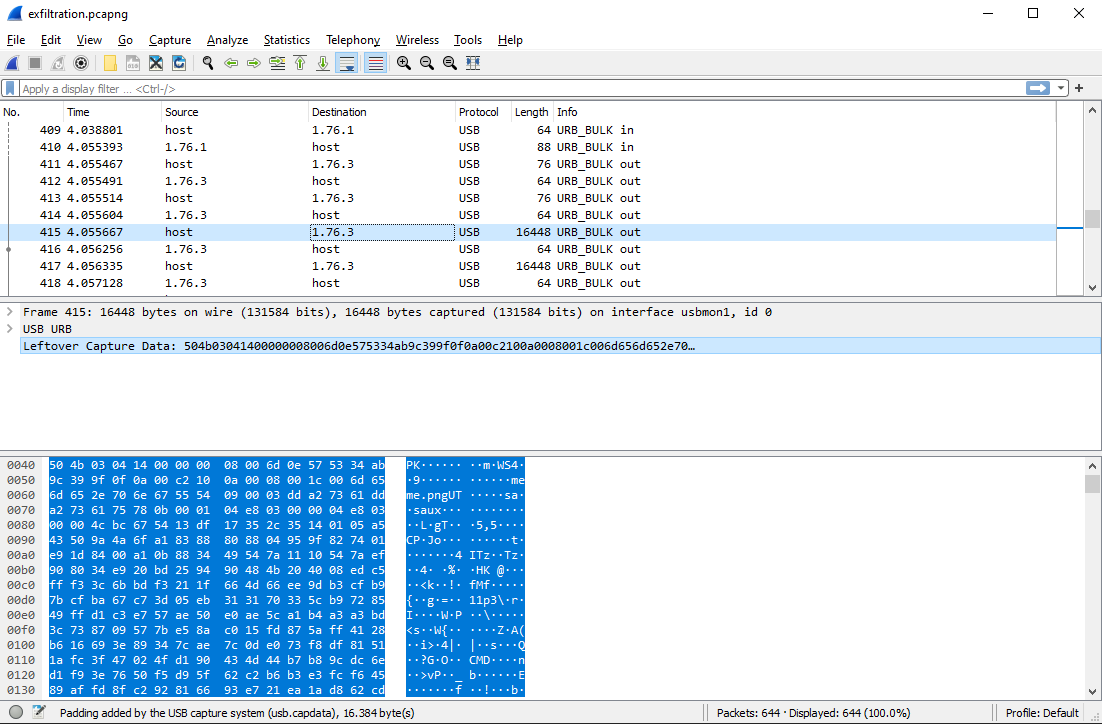 exfiltration.pcapng
File Edit View Go Capture Analyze Statistics Telephony Wireless Tools Help
Apply a display filter ... <Ctrl-/>
No. Time Source Destination Protocol Length Info
409 4.038801 host 1.76.1 USB 64 URB_BULK in
410 4.055393 1.76.1 host USB 88 URB_BULK in
411 4.055467 host 1.76.3 USB 76 URB_BULK out
412 4.055491 1.76.3 host USB 64 URB_BULK out
413 4.055514 host 1.76.3 USB 76 URB_BULK out
414 4.055604 1.76.3 host USB 64 URB_BULK out
415 4.055667 host 1.76.3 USB 16448 URB_BULK out
416 4.056256 1.76.3 host USB 64 URB_BULK out
417 4.056335 host 1.76.3 USB 16448 URB_BULK out
418 4.057128 1.76.3 host USB 64 URB_BULK out
Frame 415: 16448 bytes on wire (131584 bits), 16448 bytes captured (131584 bits) on interface usbmon1, id 0
USB URB
Leftover Capture Data: 504b03041400000008006d0e575334ab9c399f0f0a00c2100a0008001c006d656d652e70…
0040 50 4b 03 04 14 00 00 00 08 00 6d 0e 57 53 34 ab PK······ ··m·WS4·
0050 9c 39 9f 0f 0a 00 c2 10 0a 00 08 00 1c 00 6d 65 ·9······ ······me
0060 6d 65 2e 70 6e 67 55 54 09 00 03 dd a2 73 61 dd me.pngUT ·····sa·
0070 a2 73 61 75 78 0b 00 01 04 e8 03 00 00 04 e8 03 ·saux··· ········
0080 00 00 4c bc 67 54 13 df 17 35 2c 35 14 01 05 a5 ··L·gT·· ·5,5····
0090 43 50 9a 4a 6f a1 83 88 80 88 04 95 9f 82 74 01 CP·Jo··· ······t·
00a0 e9 1d 84 00 a1 0b 88 34 49 54 7a 11 10 54 7a ef ·······4 ITz··Tz·
00b0 90 80 34 e9 20 bd 25 94 90 48 4b 20 40 08 ed c5 ··4· ·%· ·HK @···
00c0 ff f3 3c 6b bd f3 21 1f 66 4d 66 ee 9d b3 cf b9 ··<k··!· fMf·····
00d0 7b cf ba 67 c7 3d 05 eb 31 31 70 33 5c b9 72 85 {··g·=·· 11p3\·r·
00e0 49 ff d1 c3 e7 57 ae 50 e0 ae 5c a1 b4 a3 a3 bd I····W·P ··\·····
00f0 3c 73 87 09 57 7b e5 8a c0 15 fd 87 5a ff 41 28 <s··W{·· ····Z·A(
0100 b6 16 69 3e 89 34 7c ae 7c 0d e0 73 f8 df 81 51 ··i>·4|· |··s···Q
0110 1a fc 3f 47 02 4f d1 90 43 4d 44 b7 b8 9c dc 6e ··?G·O·· CMD····n
0120 d1 f9 3e 76 50 f5 d9 5f 62 c2 b6 b3 e3 fc f6 45 ··>vP··_ b······E
0130 89 af fd 8f c2 92 81 66 93 e7 21 ea 1a d8 62 cd ·······f ··!···b·
Padding added by the USB capture system (usb.capdata), 16.384 byte(s) Packets: 644 · Displayed: 644 (100.0%) Profile: Default